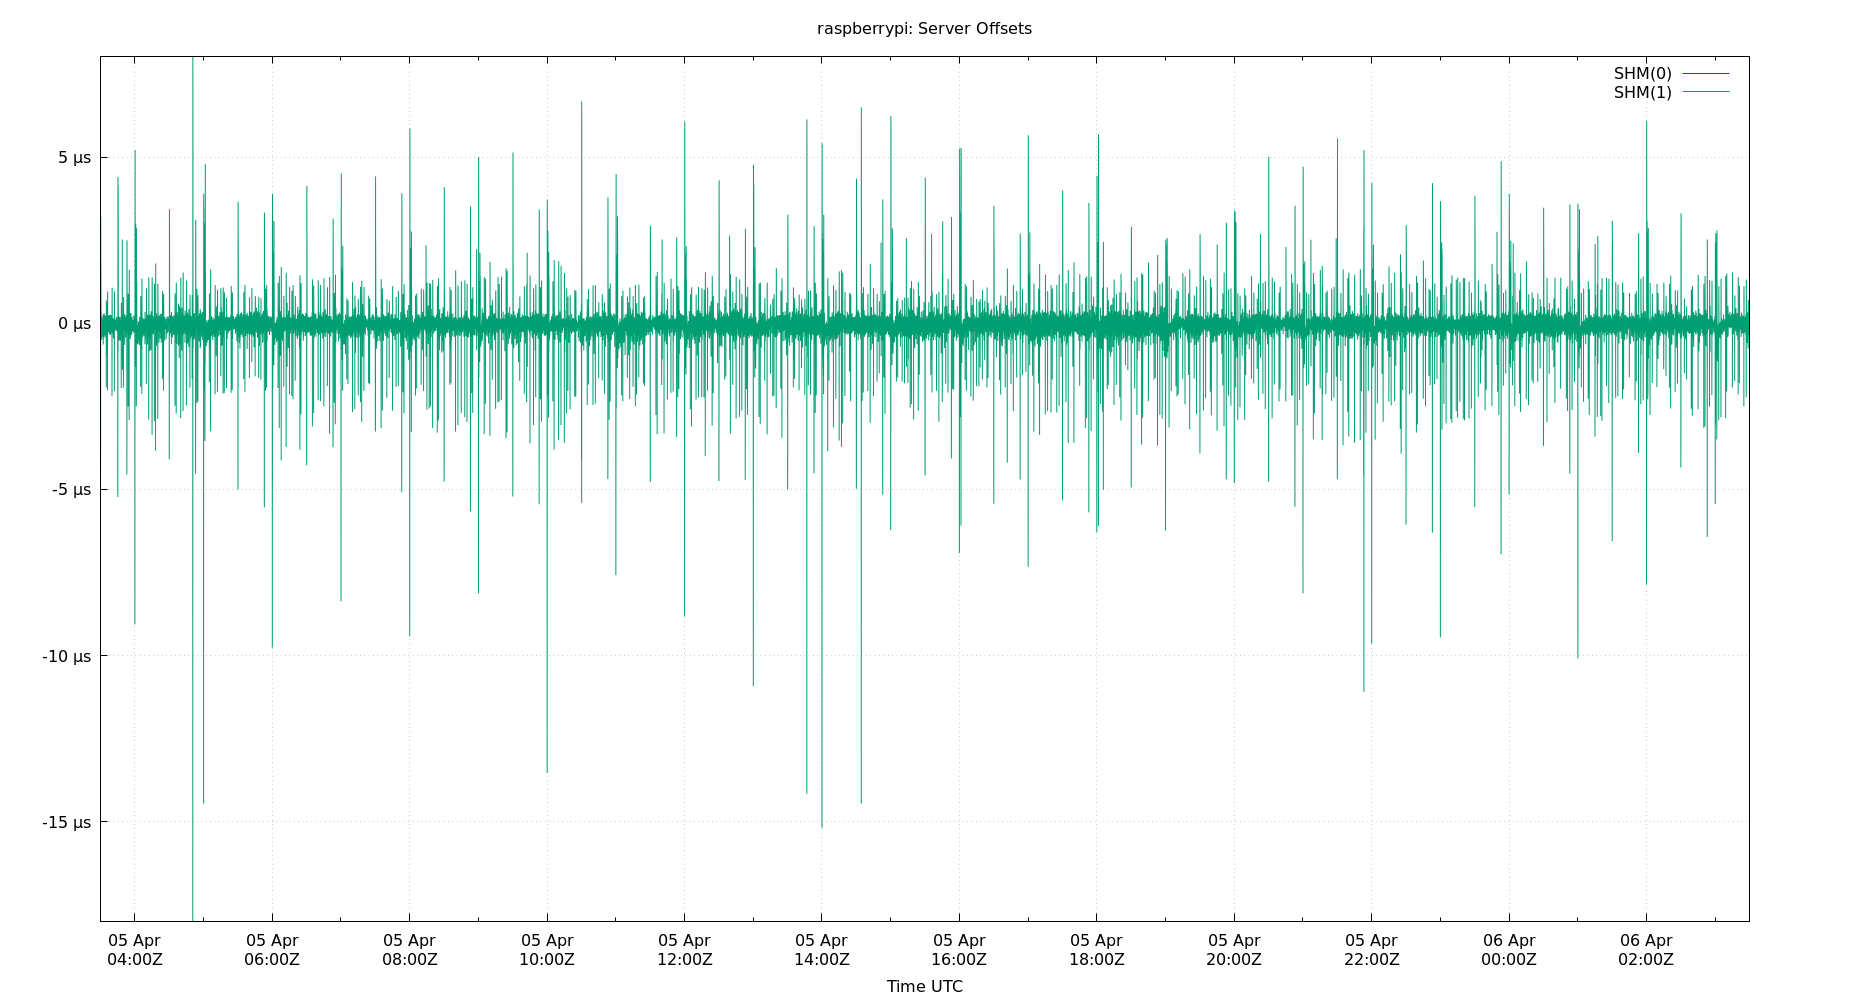 raspberrypi: Server Offsets
SHM(0)
SHM(1)
5 µs
0 µs
-5 µs
-10 µs
-15 µs
05 Apr 05 Apr 05 Apr 05 Apr 05 Apr 05 Apr 05 Apr 05 Apr 05 Apr 05 Apr 06 Apr 06 Apr
04:00Z 06:00Z 08:00Z 10:00Z 12:00Z 14:00Z 16:00Z 18:00Z 20:00Z 22:00Z 00:00Z 02:00Z
Time UTC